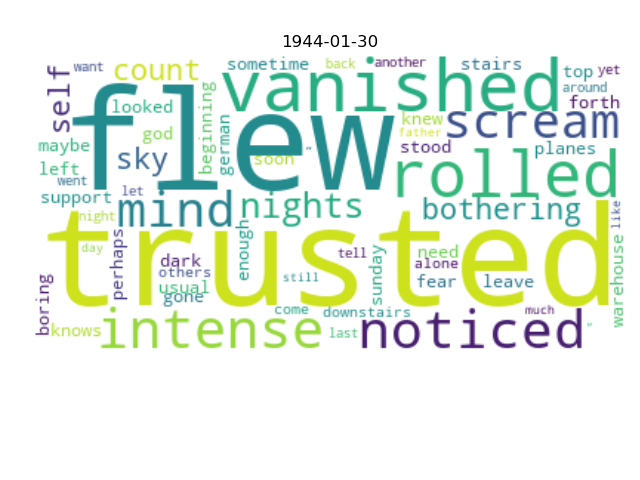 1944-01-30
want count sometime back •another stairs
self flew vanished top yet
around
looked beginning german knew scream forth
god soon father
maybe sky stood planes
left rolled
went let
support mind nights bothering like
night
trusted
day perhaps dark enough tell sunday need warehouse
others alone
usual still fear leave
gone
boring come downstairs much
knows intense last noticed